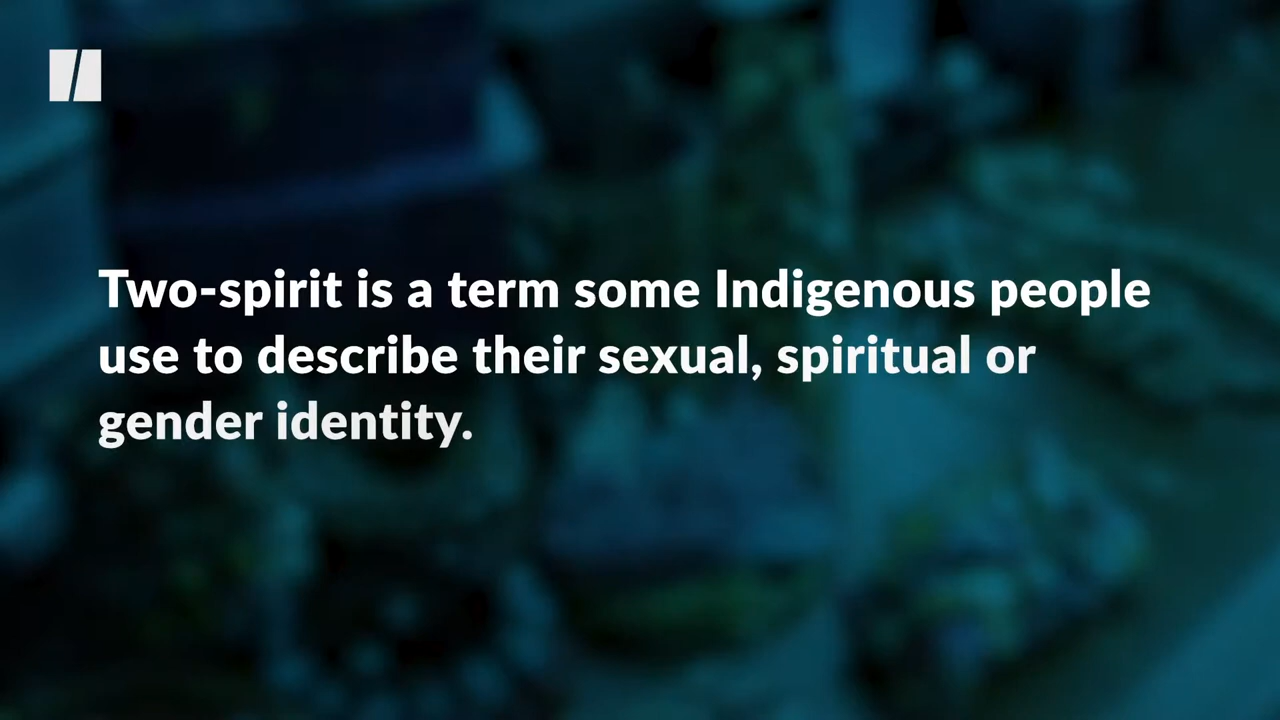 Two-spirit is a term some Indigenous people
use to describe their sexual, spiritual or
gender identity.